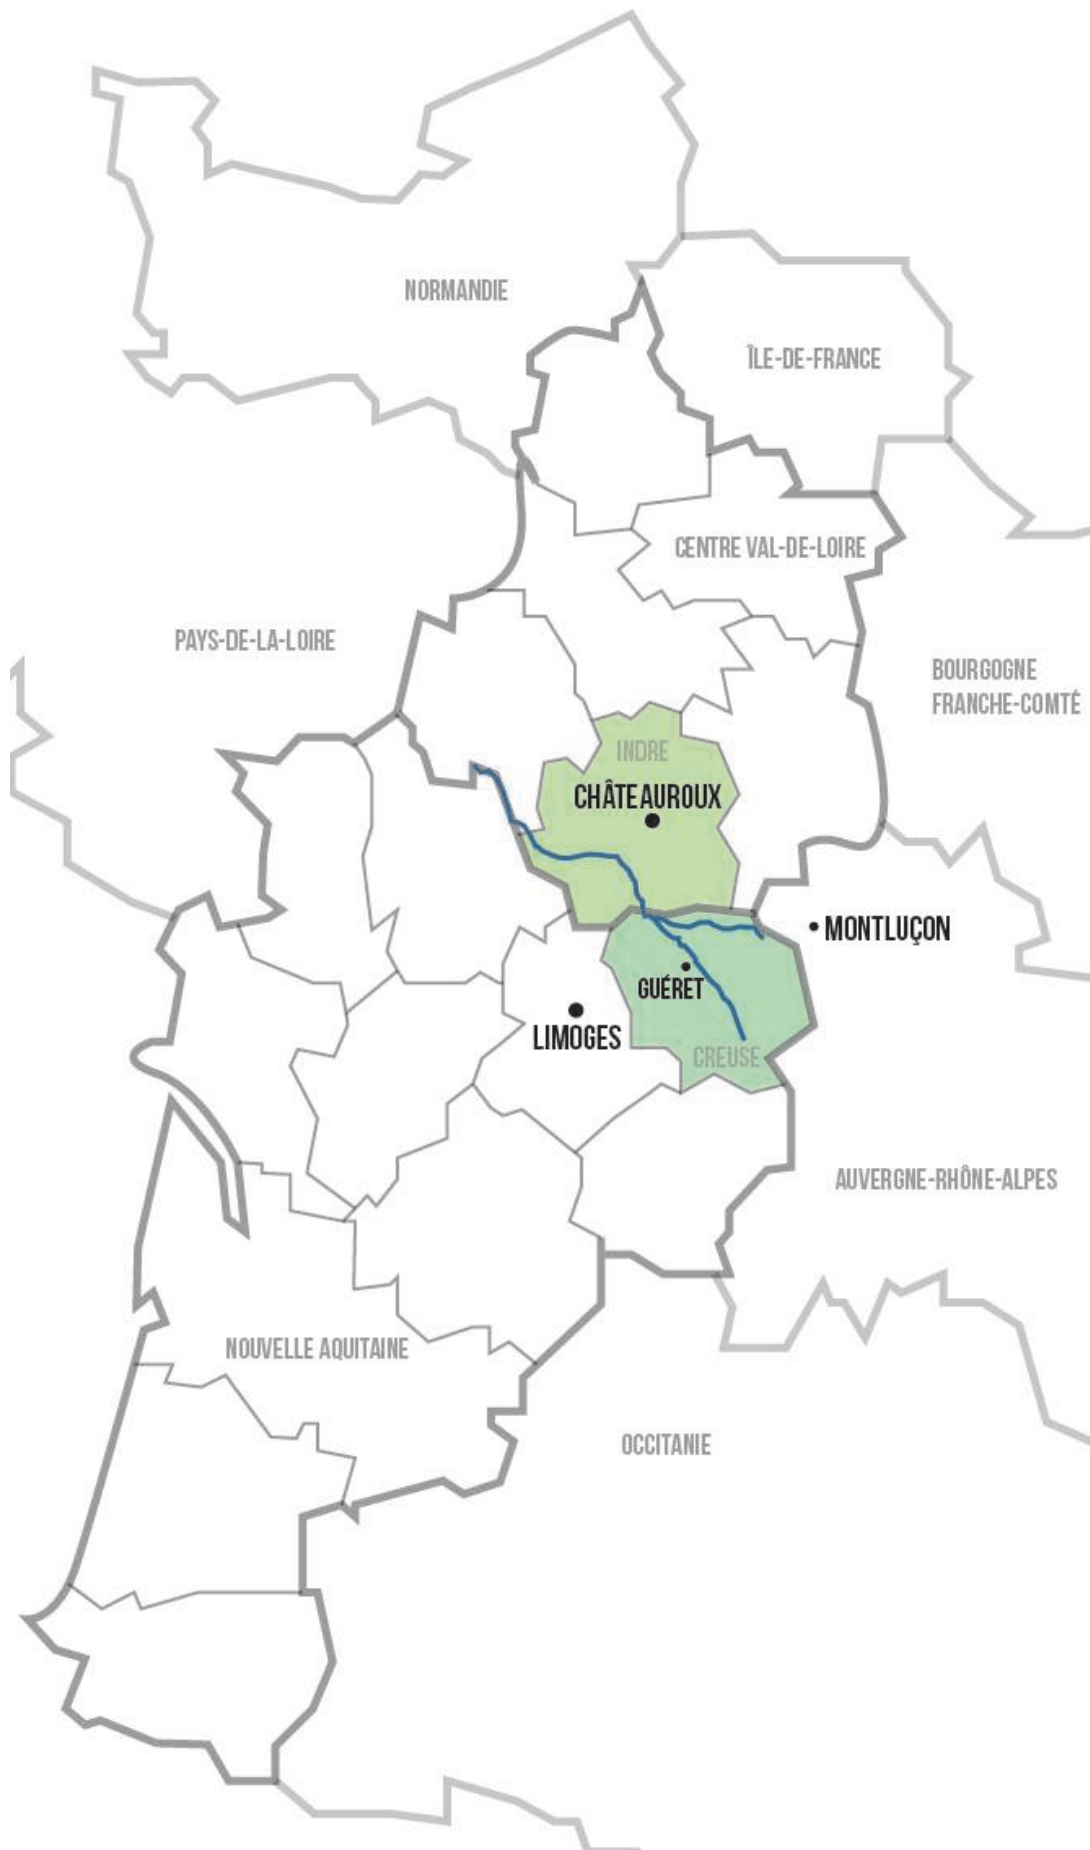 NORMANDIE
ÎLE-DE-FRANCE
CENTRE VAL-DE-LOIRE
PAYS-DE-LA-LOIRE
BOURGOGNE
FRANCHE-COMTÉ
INDRE
CHÂTEAUROUX
MONTLUÇON
GUÉRET
LIMOGES
CREUSE
AUVERGNE-RHÔNE-ALPES
NOUVELLE AQUITAINE
OCCITANIE